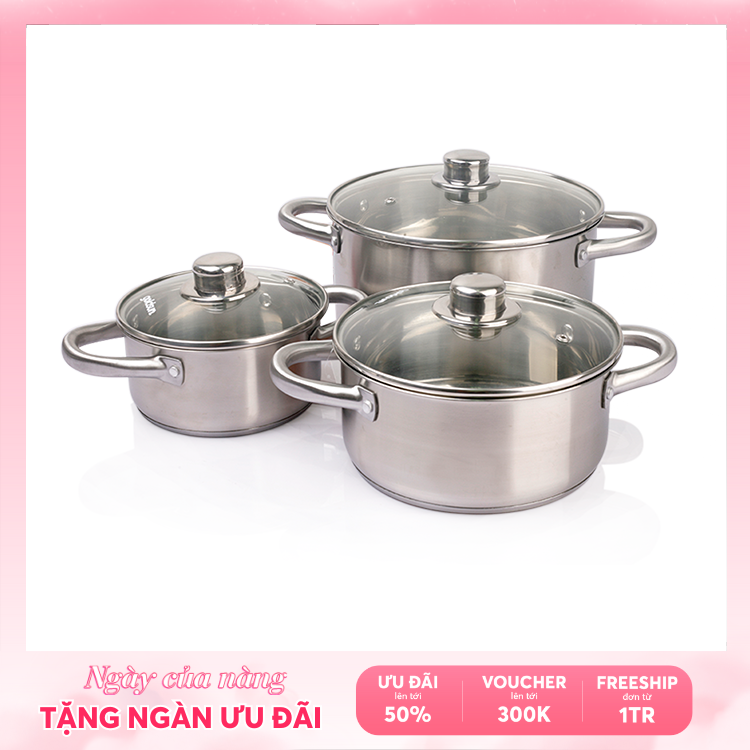 goldsun
Ngày của nàng
TẶNG NGÀN ƯU ĐÃI
ƯU ĐÃI
lên tới
50%
VOUCHER
lên tới
300K
FREESHIP
đơn từ
1TR